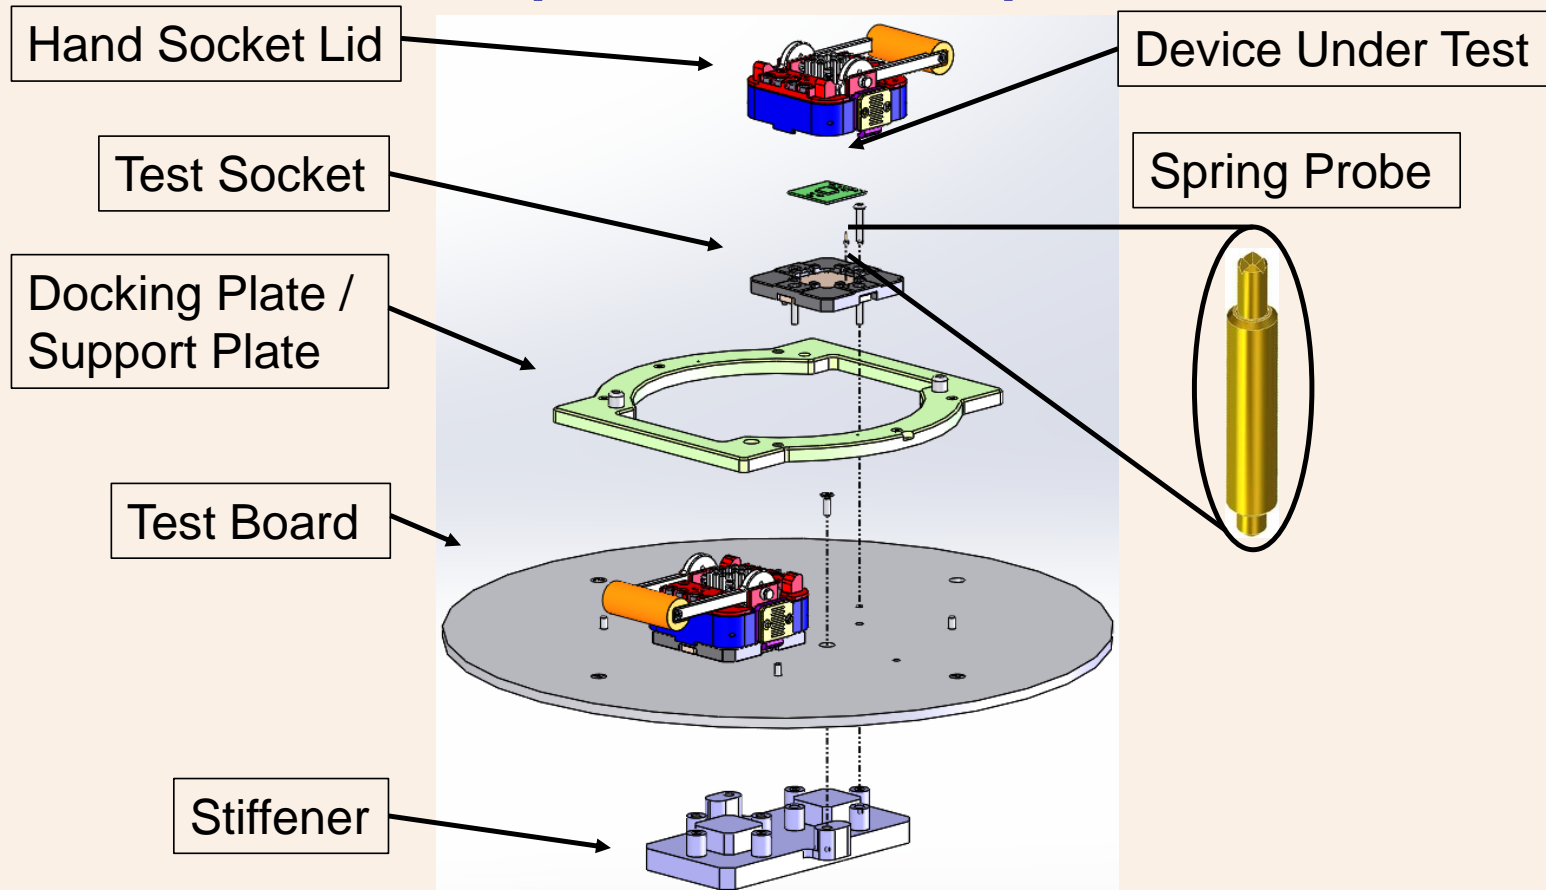 Hand Socket Lid
Device Under Test
Test Socket
Spring Probe
Docking Plate /
Support Plate
Test Board
Stiffener